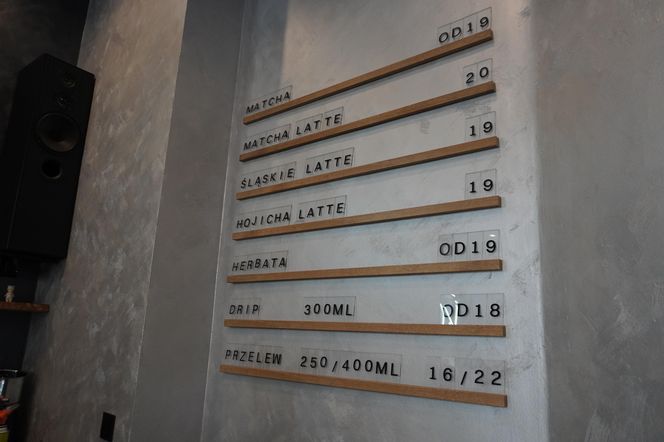 MATCHA OD19
MATCHA LATTE 20
ŚLĄSKIE LATTE 19
HOJICHA LATTE 19
HERBATA OD19
DRIP 300ML OD18
PRZELEW 250/400ML 16/22